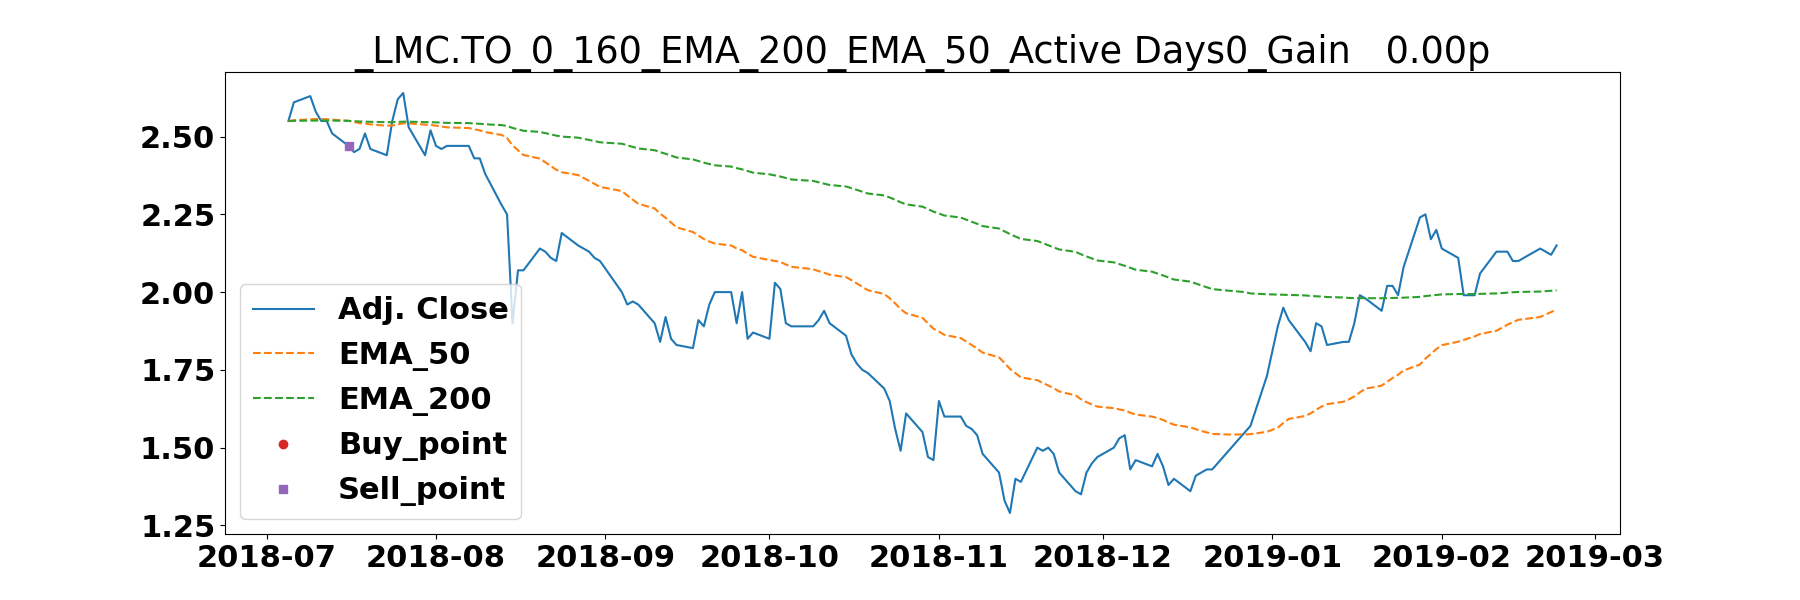 _LMC.TO_0_160_EMA_200_EMA_50_Active Days0_Gain   0.00p
2.50
2.25
2.00
1.75
1.50
1.25
Adj. Close
EMA_50
EMA_200
Buy_point
Sell_point
2018-07 2018-08 2018-09 2018-10 2018-11 2018-12 2019-01 2019-02 2019-03